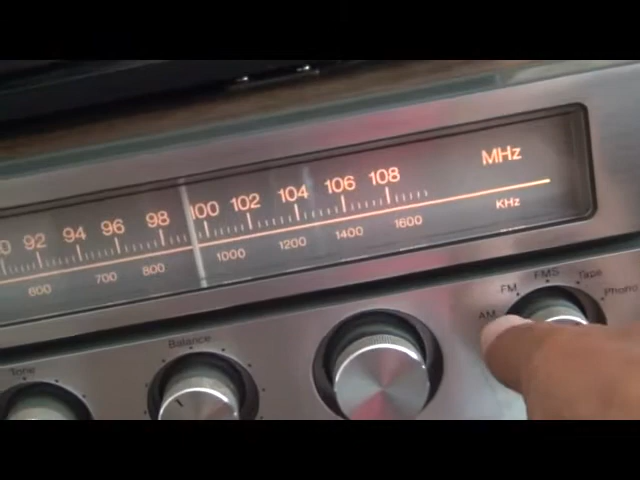 MHz
92 94 96 98 100 102 104 106 108
KHz
600 700 800 1000 1200 1400 1600
FM FMS Tape
AM Phono
Balance
Tone